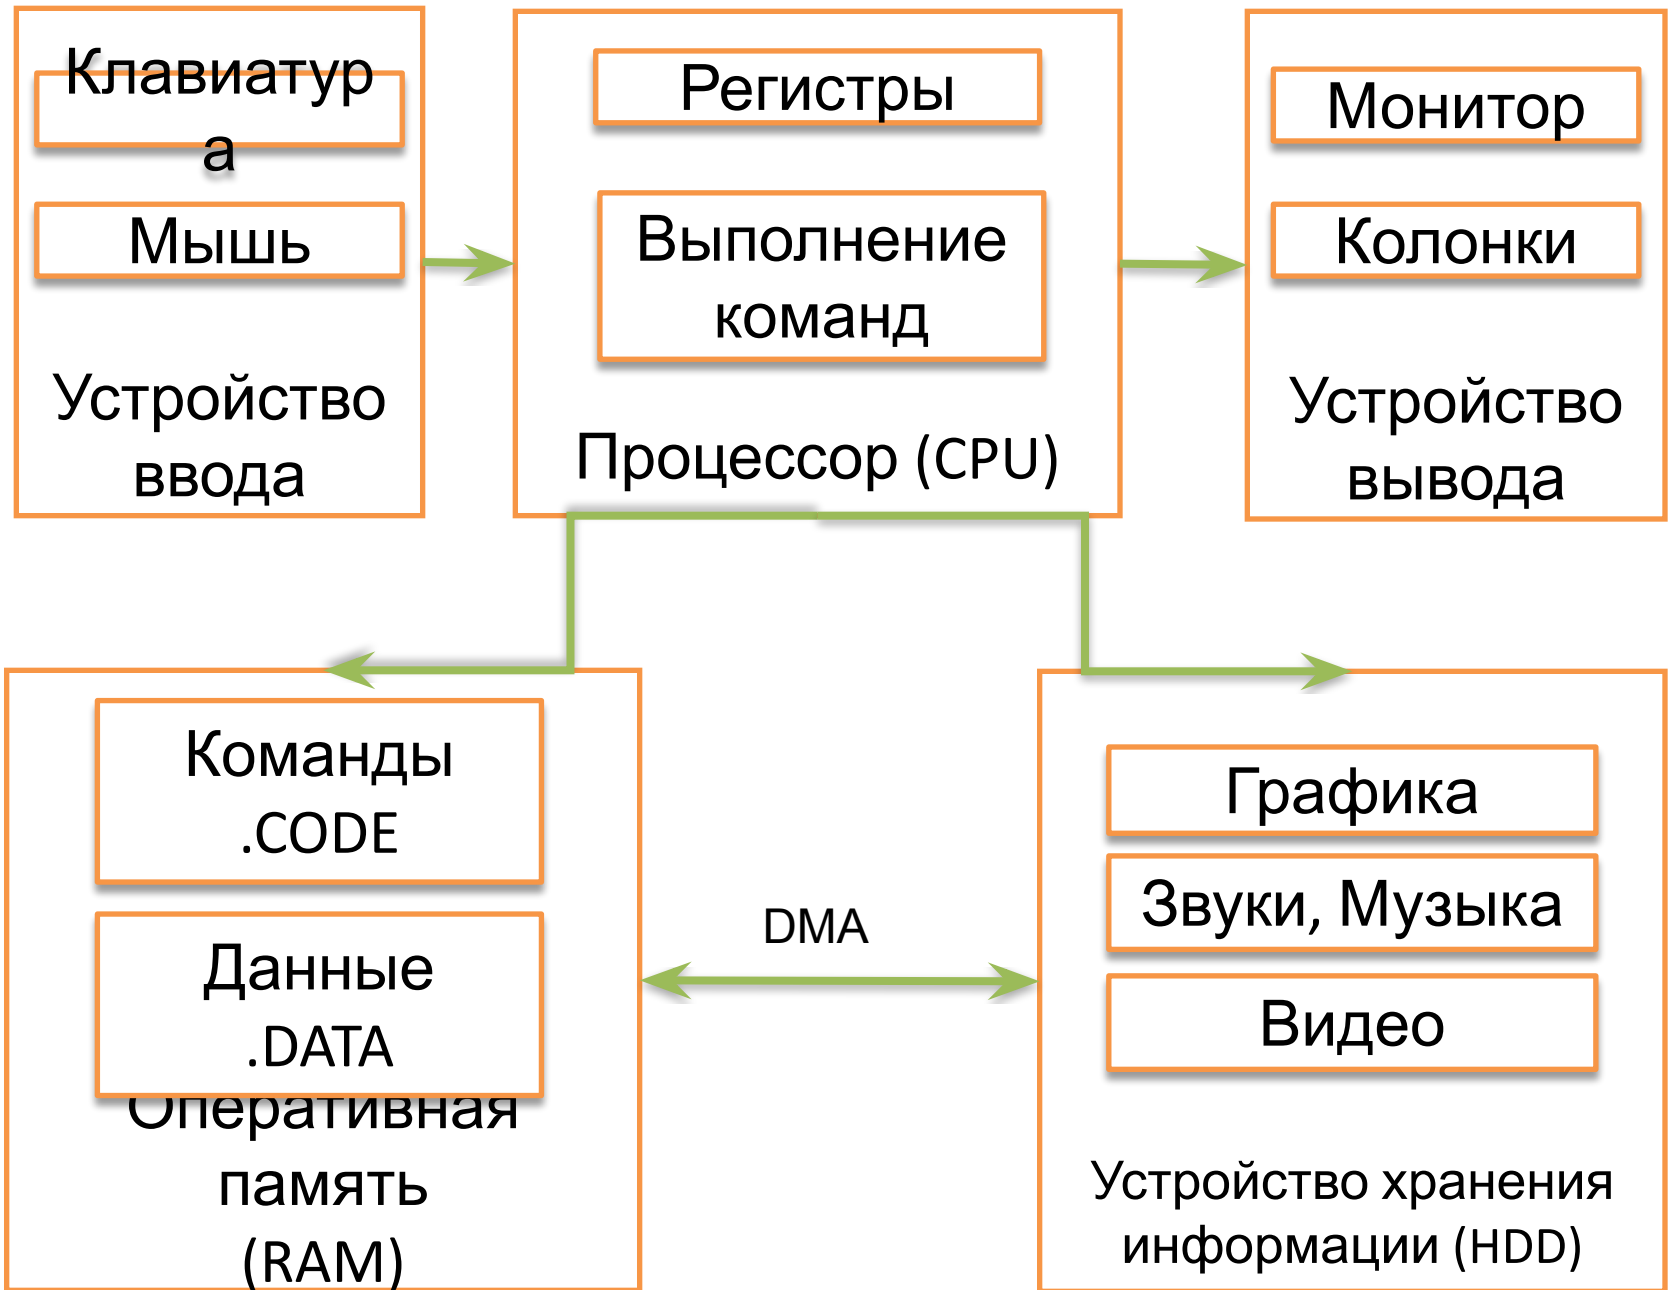 Клавиатур
а
Мышь
Устройство
ввода
Регистры
Выполнение
команд
Процессор (CPU)
Монитор
Колонки
Устройство
вывода
Команды
.CODE
Данные
.DATA
Оперативная
память
(RAM)
DMA
Графика
Звуки, Музыка
Видео
Устройство хранения
информации (HDD)